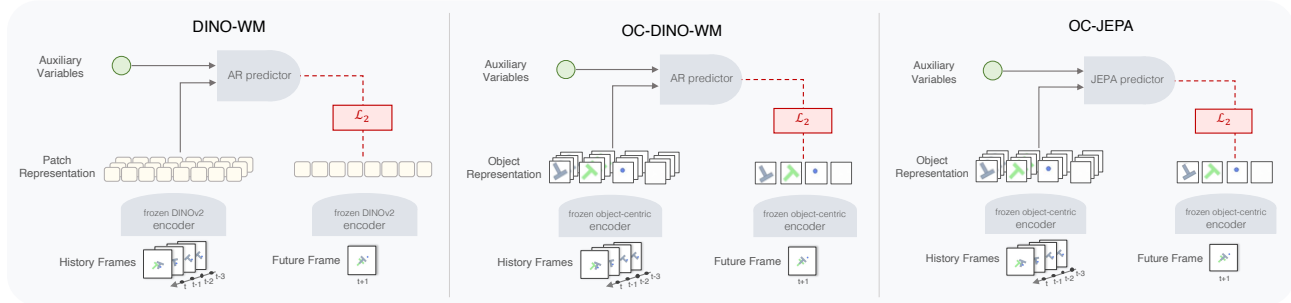 DINO-WM
Auxiliary
Variables
AR predictor
ℒ₂
Patch
Representation
frozen DINOv2
encoder
frozen DINOv2
encoder
History Frames
t t-1 t-2 t-3
Future Frame
t+1
OC-DINO-WM
Auxiliary
Variables
AR predictor
ℒ₂
Object
Representation
frozen object-centric
encoder
frozen object-centric
encoder
History Frames
t t-1 t-2 t-3
Future Frame
t+1
OC-JEPA
Auxiliary
Variables
JEPA predictor
ℒ₂
Object
Representation
frozen object-centric
encoder
frozen object-centric
encoder
History Frames
t t-1 t-2 t-3
Future Frame
t+1